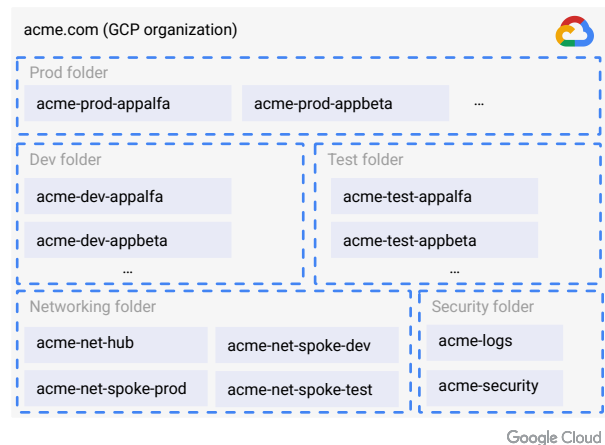 acme.com (GCP organization)
Prod folder
acme-prod-appalfa
acme-prod-appbeta
...
Dev folder
acme-dev-appalfa
acme-dev-appbeta
...
Test folder
acme-test-appalfa
acme-test-appbeta
...
Networking folder
acme-net-hub
acme-net-spoke-dev
acme-net-spoke-prod
acme-net-spoke-test
Security folder
acme-logs
acme-security
Google Cloud